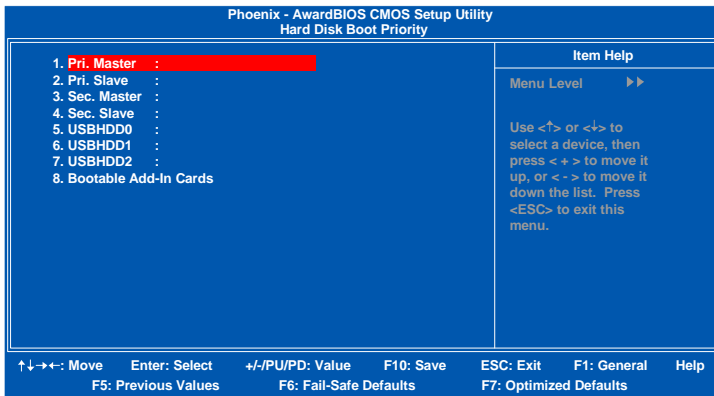 Phoenix - AwardBIOS CMOS Setup Utility
Hard Disk Boot Priority
1. Pri. Master :
2. Pri. Slave :
3. Sec. Master :
4. Sec. Slave :
5. USBHDD0 :
6. USBHDD1 :
7. USBHDD2 :
8. Bootable Add-In Cards
Item Help
Menu Level ▶▶
Use <↑> or <↓> to
select a device, then
press < + > to move it
up, or < - > to move it
down the list. Press
<ESC> to exit this
menu.
↑↓→←: Move Enter: Select +/-/PU/PD: Value F10: Save ESC: Exit F1: General Help
F5: Previous Values F6: Fail-Safe Defaults F7: Optimized Defaults